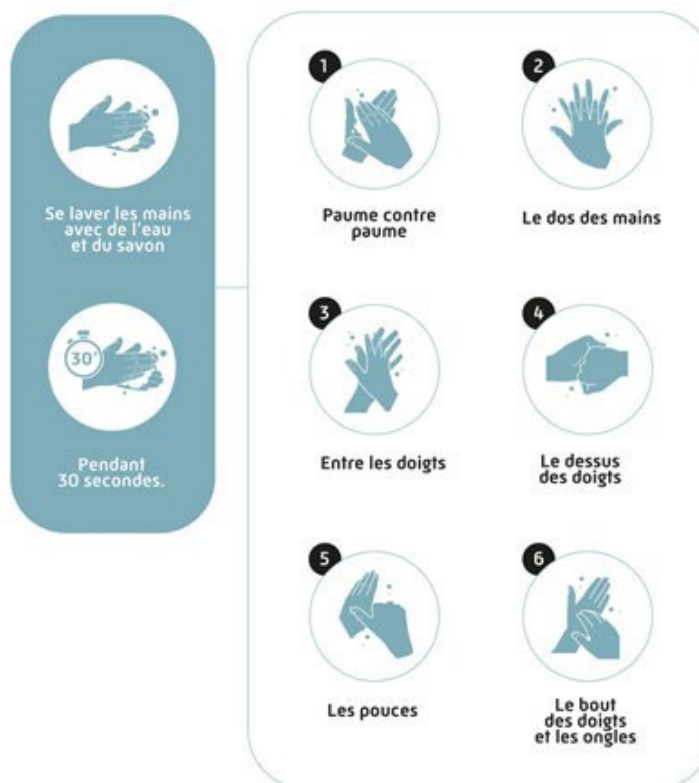 Se laver les mains
avec de l'eau
et du savon
30"
Pendant
30 secondes.
1
Paume contre
paume
2
Le dos des mains
3
Entre les doigts
4
Le dessus
des doigts
5
Les pouces
6
Le bout
des doigts
et les ongles